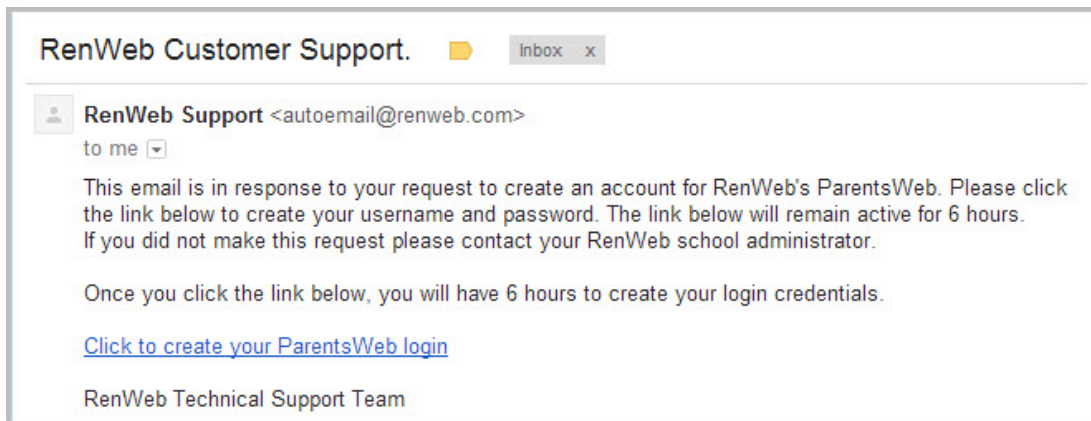 RenWeb Customer Support. Inbox x
RenWeb Support <autoemail@renweb.com>
to me
This email is in response to your request to create an account for RenWeb's ParentsWeb. Please click
the link below to create your username and password. The link below will remain active for 6 hours.
If you did not make this request please contact your RenWeb school administrator.
Once you click the link below, you will have 6 hours to create your login credentials.
Click to create your ParentsWeb login
RenWeb Technical Support Team